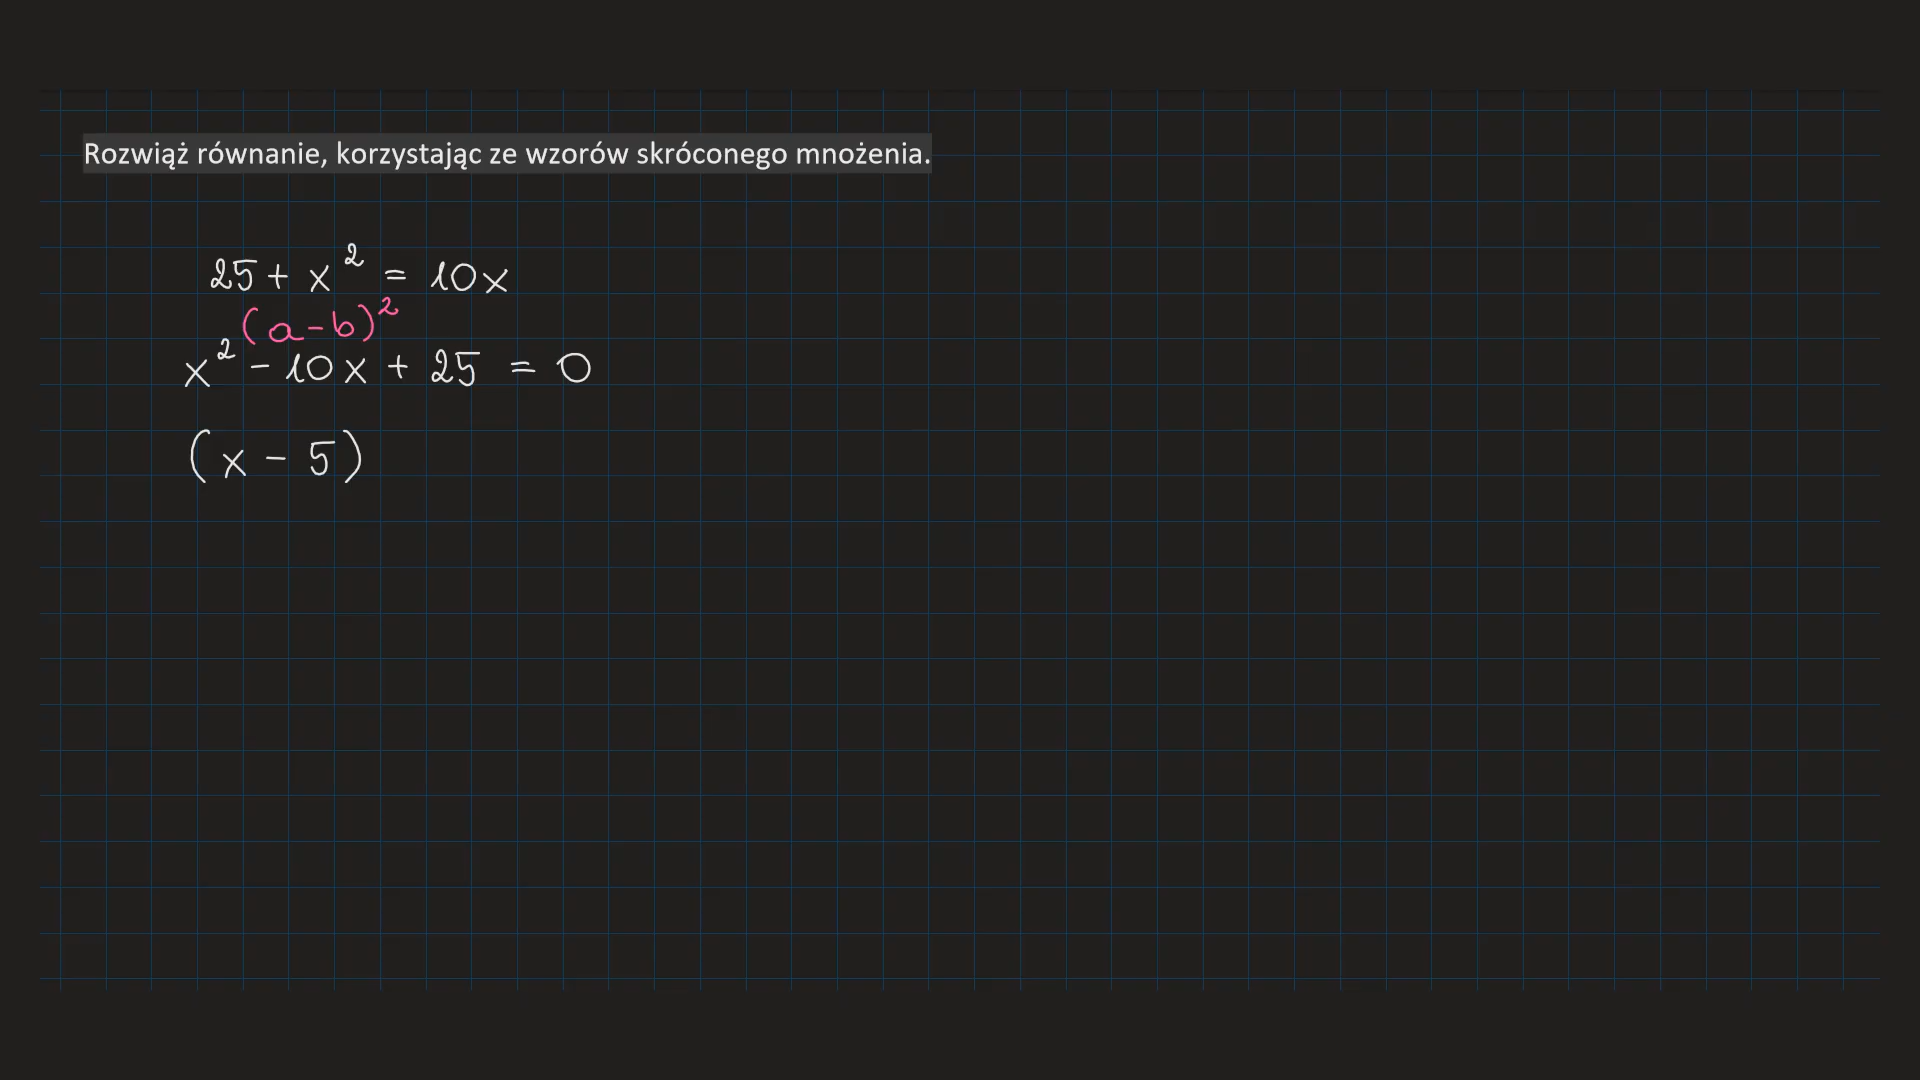 Rozwiąż równanie, korzystając ze wzorów skróconego mnożenia.
25 + x² = 10x
(a-b)²
x² - 10x + 25 = 0
(x - 5)